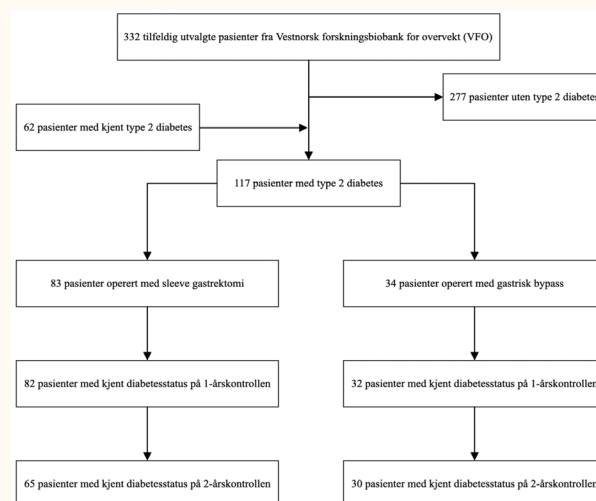 332 tilfeldig utvalgte pasienter fra Vestnorsk forskningsbiobank for overvekt (VFO)
277 pasienter uten type 2 diabetes
62 pasienter med kjent type 2 diabetes
117 pasienter med type 2 diabetes
83 pasienter operert med sleeve gastrektomi
34 pasienter operert med gastrisk bypass
82 pasienter med kjent diabetesstatus på 1-årskontrollen
32 pasienter med kjent diabetesstatus på 1-årskontrollen
65 pasienter med kjent diabetesstatus på 2-årskontrollen
30 pasienter med kjent diabetesstatus på 2-årskontrollen